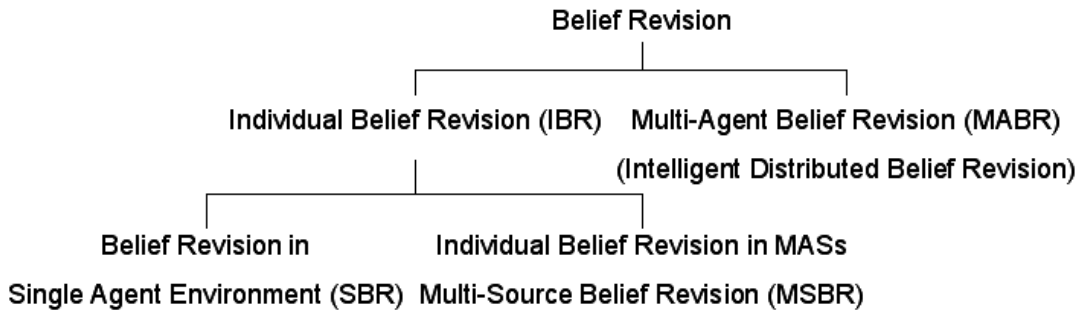 Belief Revision
Individual Belief Revision (IBR) Multi-Agent Belief Revision (MABR)
(Intelligent Distributed Belief Revision)
Belief Revision in Individual Belief Revision in MASs
Single Agent Environment (SBR) Multi-Source Belief Revision (MSBR)